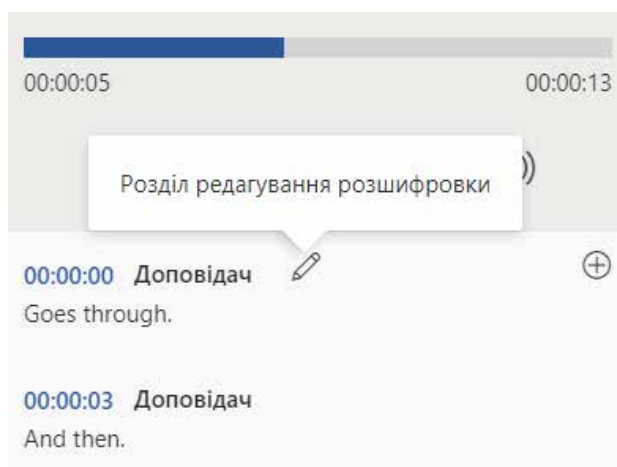 00:00:05 00:00:13
Розділ редагування розшифровки
00:00:00 Доповідач
Goes through.
00:00:03 Доповідач
And then.